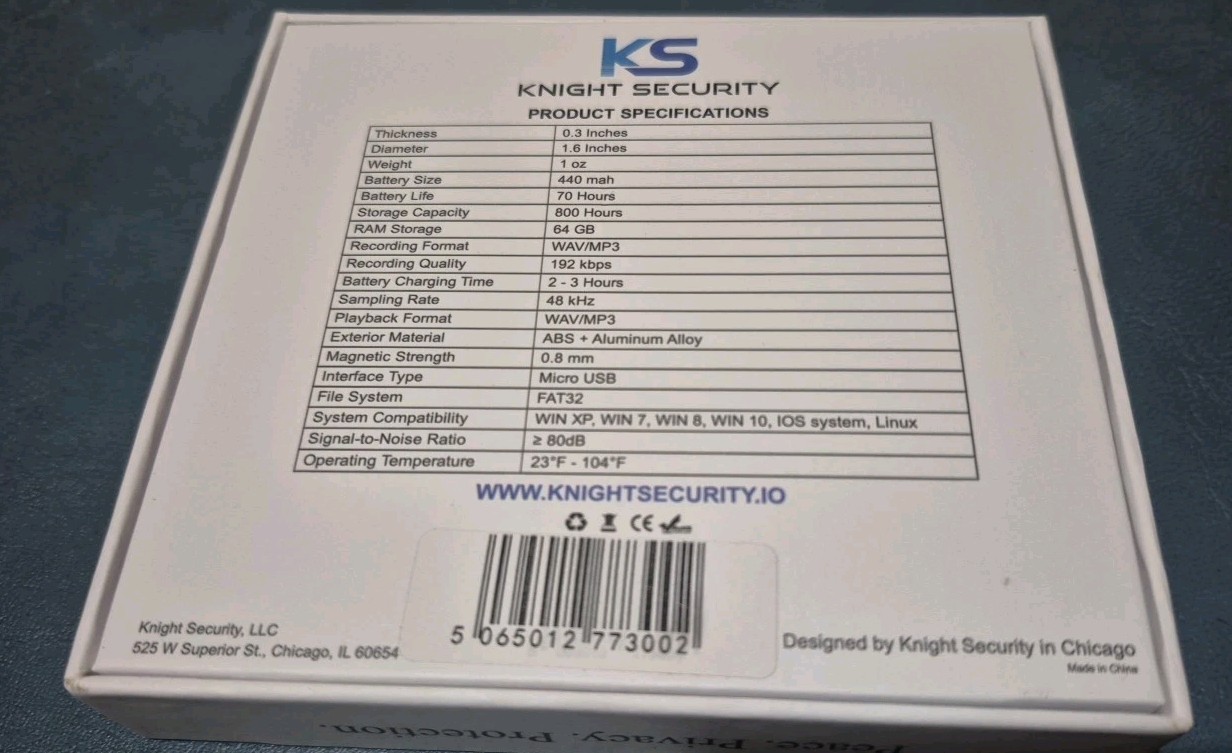 KS
KNIGHT SECURITY
PRODUCT SPECIFICATIONS
Thickness 0.3 Inches
Diameter 1.6 Inches
Weight 1 oz
Battery Size 440 mah
Battery Life 70 Hours
Storage Capacity 800 Hours
RAM Storage 64 GB
Recording Format WAV/MP3
Recording Quality 192 kbps
Battery Charging Time 2 - 3 Hours
Sampling Rate 48 kHz
Playback Format WAV/MP3
Exterior Material ABS + Aluminum Alloy
Magnetic Strength 0.8 mm
Interface Type Micro USB
File System FAT32
System Compatibility WIN XP, WIN 7, WIN 8, WIN 10, IOS system, Linux
Signal-to-Noise Ratio ≥ 80dB
Operating Temperature 23°F - 104°F
WWW.KNIGHTSECURITY.IO
CE
5 065012 773002
Knight Security, LLC
525 W Superior St., Chicago, IL 60654
Designed by Knight Security in Chicago
Made in China
Peace. Privacy. Protection.